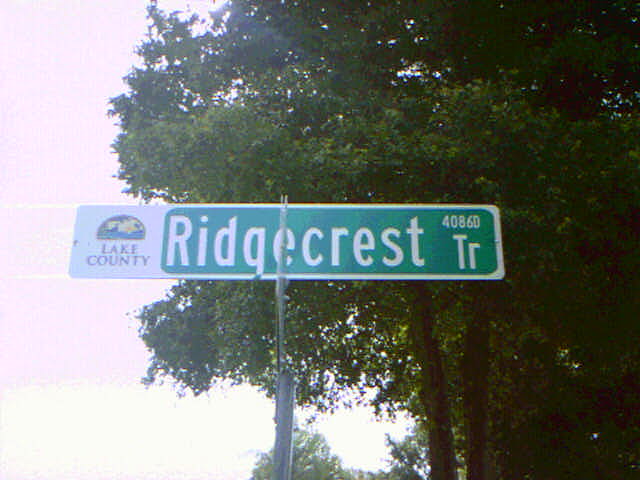 LAKE
COUNTY
Ridgecrest
4086D
Tr